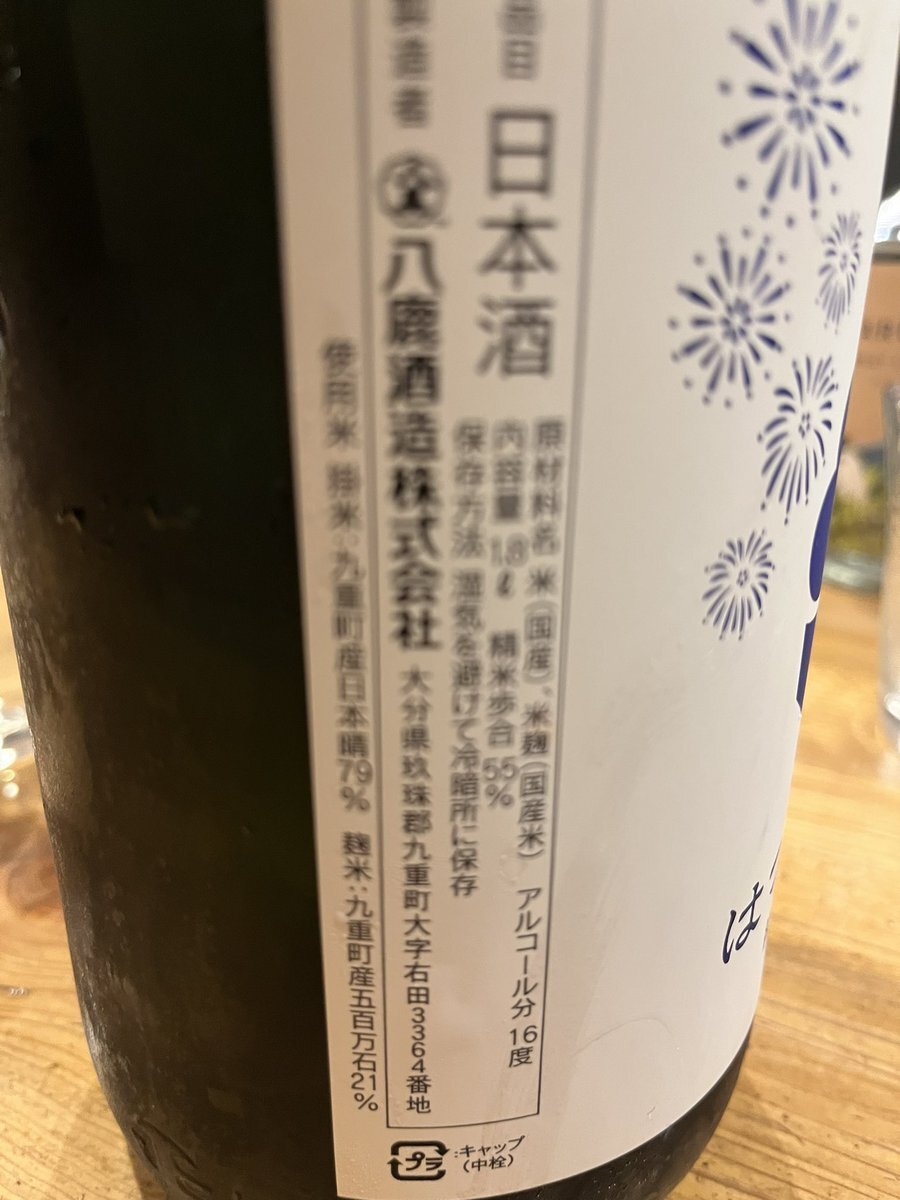 品目 日本酒
原材料名 米(国産)、米麹(国産米) アルコール分 16度
内容量 1.8ℓ 精米歩合 55%
保存方法 湿気を避けて冷暗所に保存
製造者 八鹿酒造株式会社 大分県玖珠郡九重町大字右田3364番地
使用米 掛米:九重町産日本晴79% 麹米:九重町産五百万石21%
プラ :キャップ
(中栓)
は